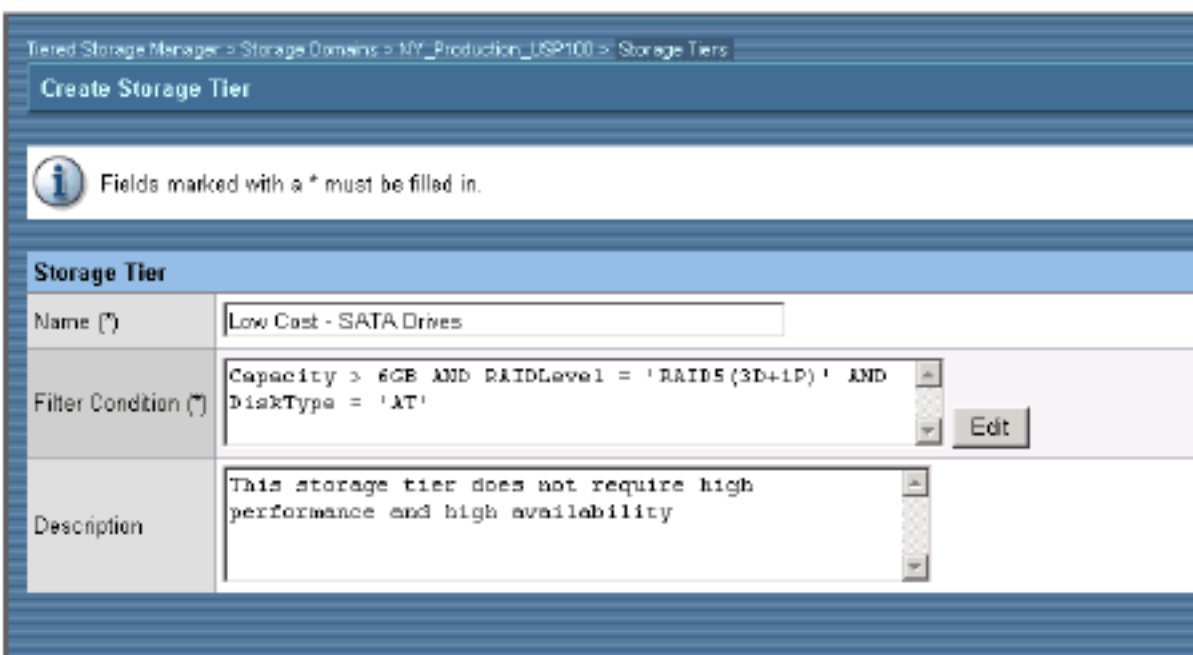 Tiered Storage Manager > Storage Domains > NY_Production_USP100 > Storage Tiers
Create Storage Tier
Fields marked with a * must be filled in.
Storage Tier
Name (*)
Low Cost - SATA Drives
Filter Condition (*)
Capacity > 6GB AND RAIDLevel = 'RAID5(3D+1P)' AND
DiskType = 'AT'
Edit
Description
This storage tier does not require high
performance and high availability